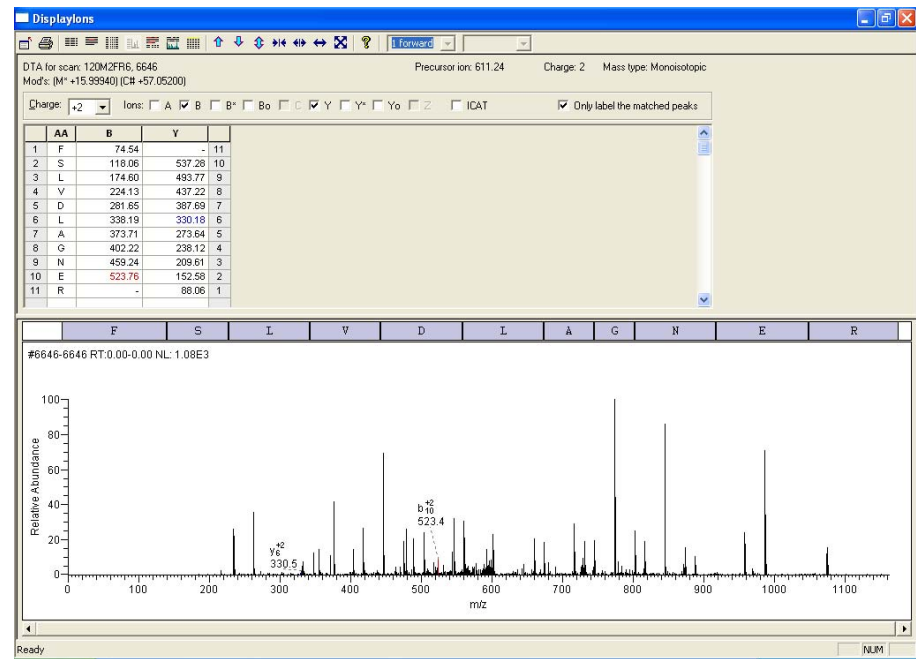 DisplayIons
1 forward
DTA for scan: 120M2FR6, 6646 Precursor ion: 611.24 Charge: 2 Mass type: Monoisotopic
Mod's: (M* +15.99940) (C# +57.05200)
Charge: +2 Ions: A B B* Bo C Y Y* Yo Z ICAT Only label the matched peaks
AA B Y
1 F 74.54 - 11
2 S 118.06 537.28 10
3 L 174.60 493.77 9
4 V 224.13 437.22 8
5 D 281.65 387.69 7
6 L 338.19 330.18 6
7 A 373.71 273.64 5
8 G 402.22 238.12 4
9 N 459.24 209.61 3
10 E 523.76 152.58 2
11 R - 88.06 1
F S L V D L A G N E R
#6646-6646 RT:0.00-0.00 NL: 1.08E3
100
80
60
40
20
0
Relative Abundance
b10+2
523.4
y6+2
330.5
0 100 200 300 400 500 600 700 800 900 1000 1100
m/z
Ready NUM